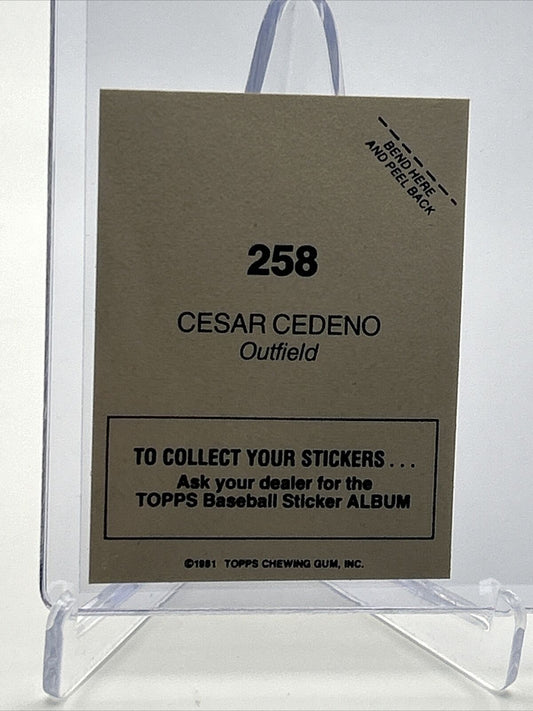 BEND HERE
AND PEEL BACK
258
CESAR CEDENO
Outfield
TO COLLECT YOUR STICKERS...
Ask your dealer for the
TOPPS Baseball Sticker ALBUM
©1981 TOPPS CHEWING GUM, INC.